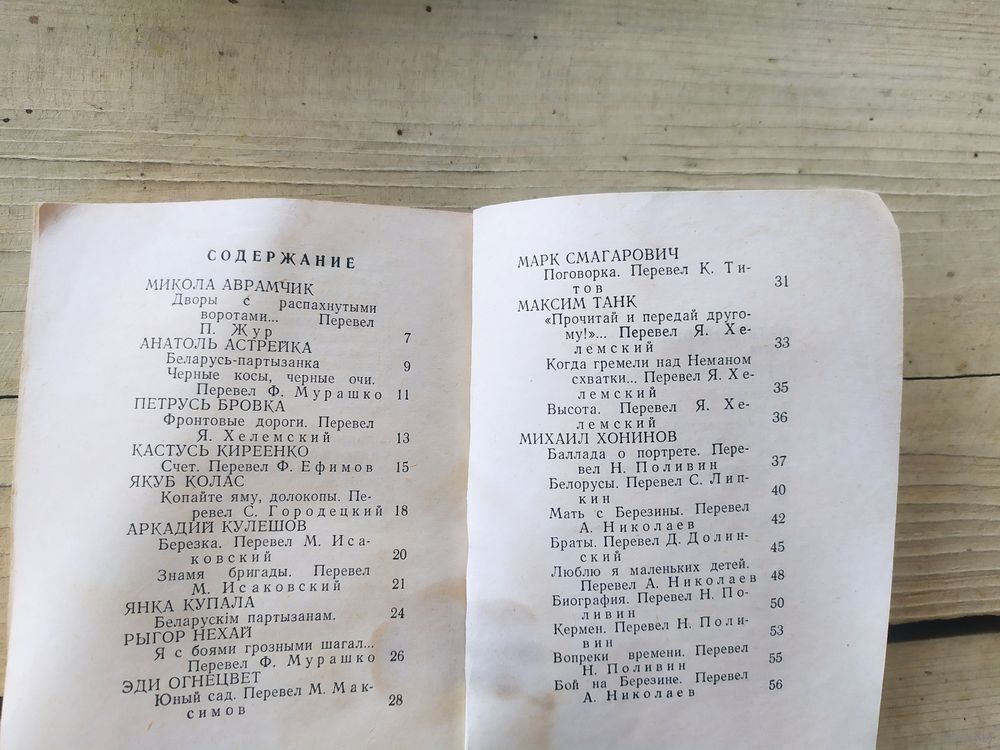 СОДЕРЖАНИЕ
МИКОЛА АВРАМЧИК
Дворы с распахнутыми
воротами... Перевел
П. Жур 7
АНАТОЛЬ АСТРЕЙКА
Беларусь-партызанка 9
Черные косы, черные очи.
Перевел Ф. Мурашко 11
ПЕТРУСЬ БРОВКА
Фронтовые дороги. Перевел
Я. Хелемский 13
КАСТУСЬ КИРЕЕНКО
Счет. Перевел Ф. Ефимов 15
ЯКУБ КОЛАС
Копайте яму, долокопы. Пе-
ревел С. Городецкий 18
АРКАДИЙ КУЛЕШОВ
Березка. Перевел М. Иса-
ковский 20
Знамя бригады. Перевел
М. Исаковский 21
ЯНКА КУПАЛА
Беларускім партызанам. 24
РЫГОР НЕХАЙ
Я с боями грозными шагал...
Перевел Ф. Мурашко 26
ЭДИ ОГНЕЦВЕТ
Юный сад. Перевел М. Мак-
симов 28
МАРК СМАГАРОВИЧ
Поговорка. Перевел К. Ти-
тов 31
МАКСИМ ТАНК
«Прочитай и передай друго-
му!»... Перевел Я. Хе-
лемский 33
Когда гремели над Неманом
схватки... Перевел Я. Хе-
лемский 35
Высота. Перевел Я. Хе-
лемский 36
МИХАИЛ ХОНИНОВ
Баллада о портрете. Пере-
вел Н. Поливин 37
Белорусы. Перевел С. Лип-
кин 40
Мать с Березины. Перевел
А. Николаев 42
Браты. Перевел Д. Долин-
ский 45
Люблю я маленьких детей.
Перевел А. Николаев 48
Биография. Перевел Н. По-
ливин 50
Кермен. Перевел Н. Поли-
вин 53
Вопреки времени. Перевел
Н. Поливин 55
Бой на Березине. Перевел
А. Николаев 56